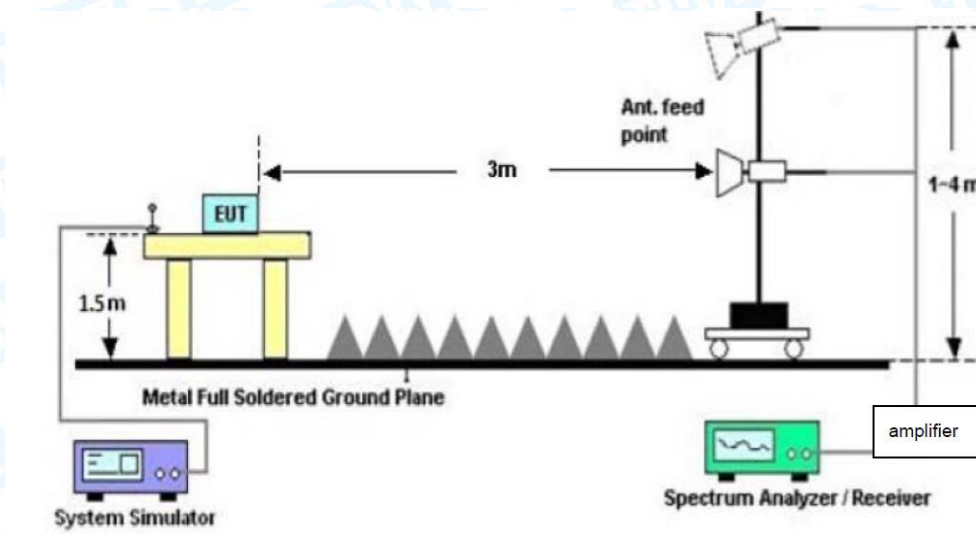 Ant. feed
point
3m
1~4 m
EUT
1.5m
Metal Full Soldered Ground Plane
amplifier
Spectrum Analyzer / Receiver
System Simulator